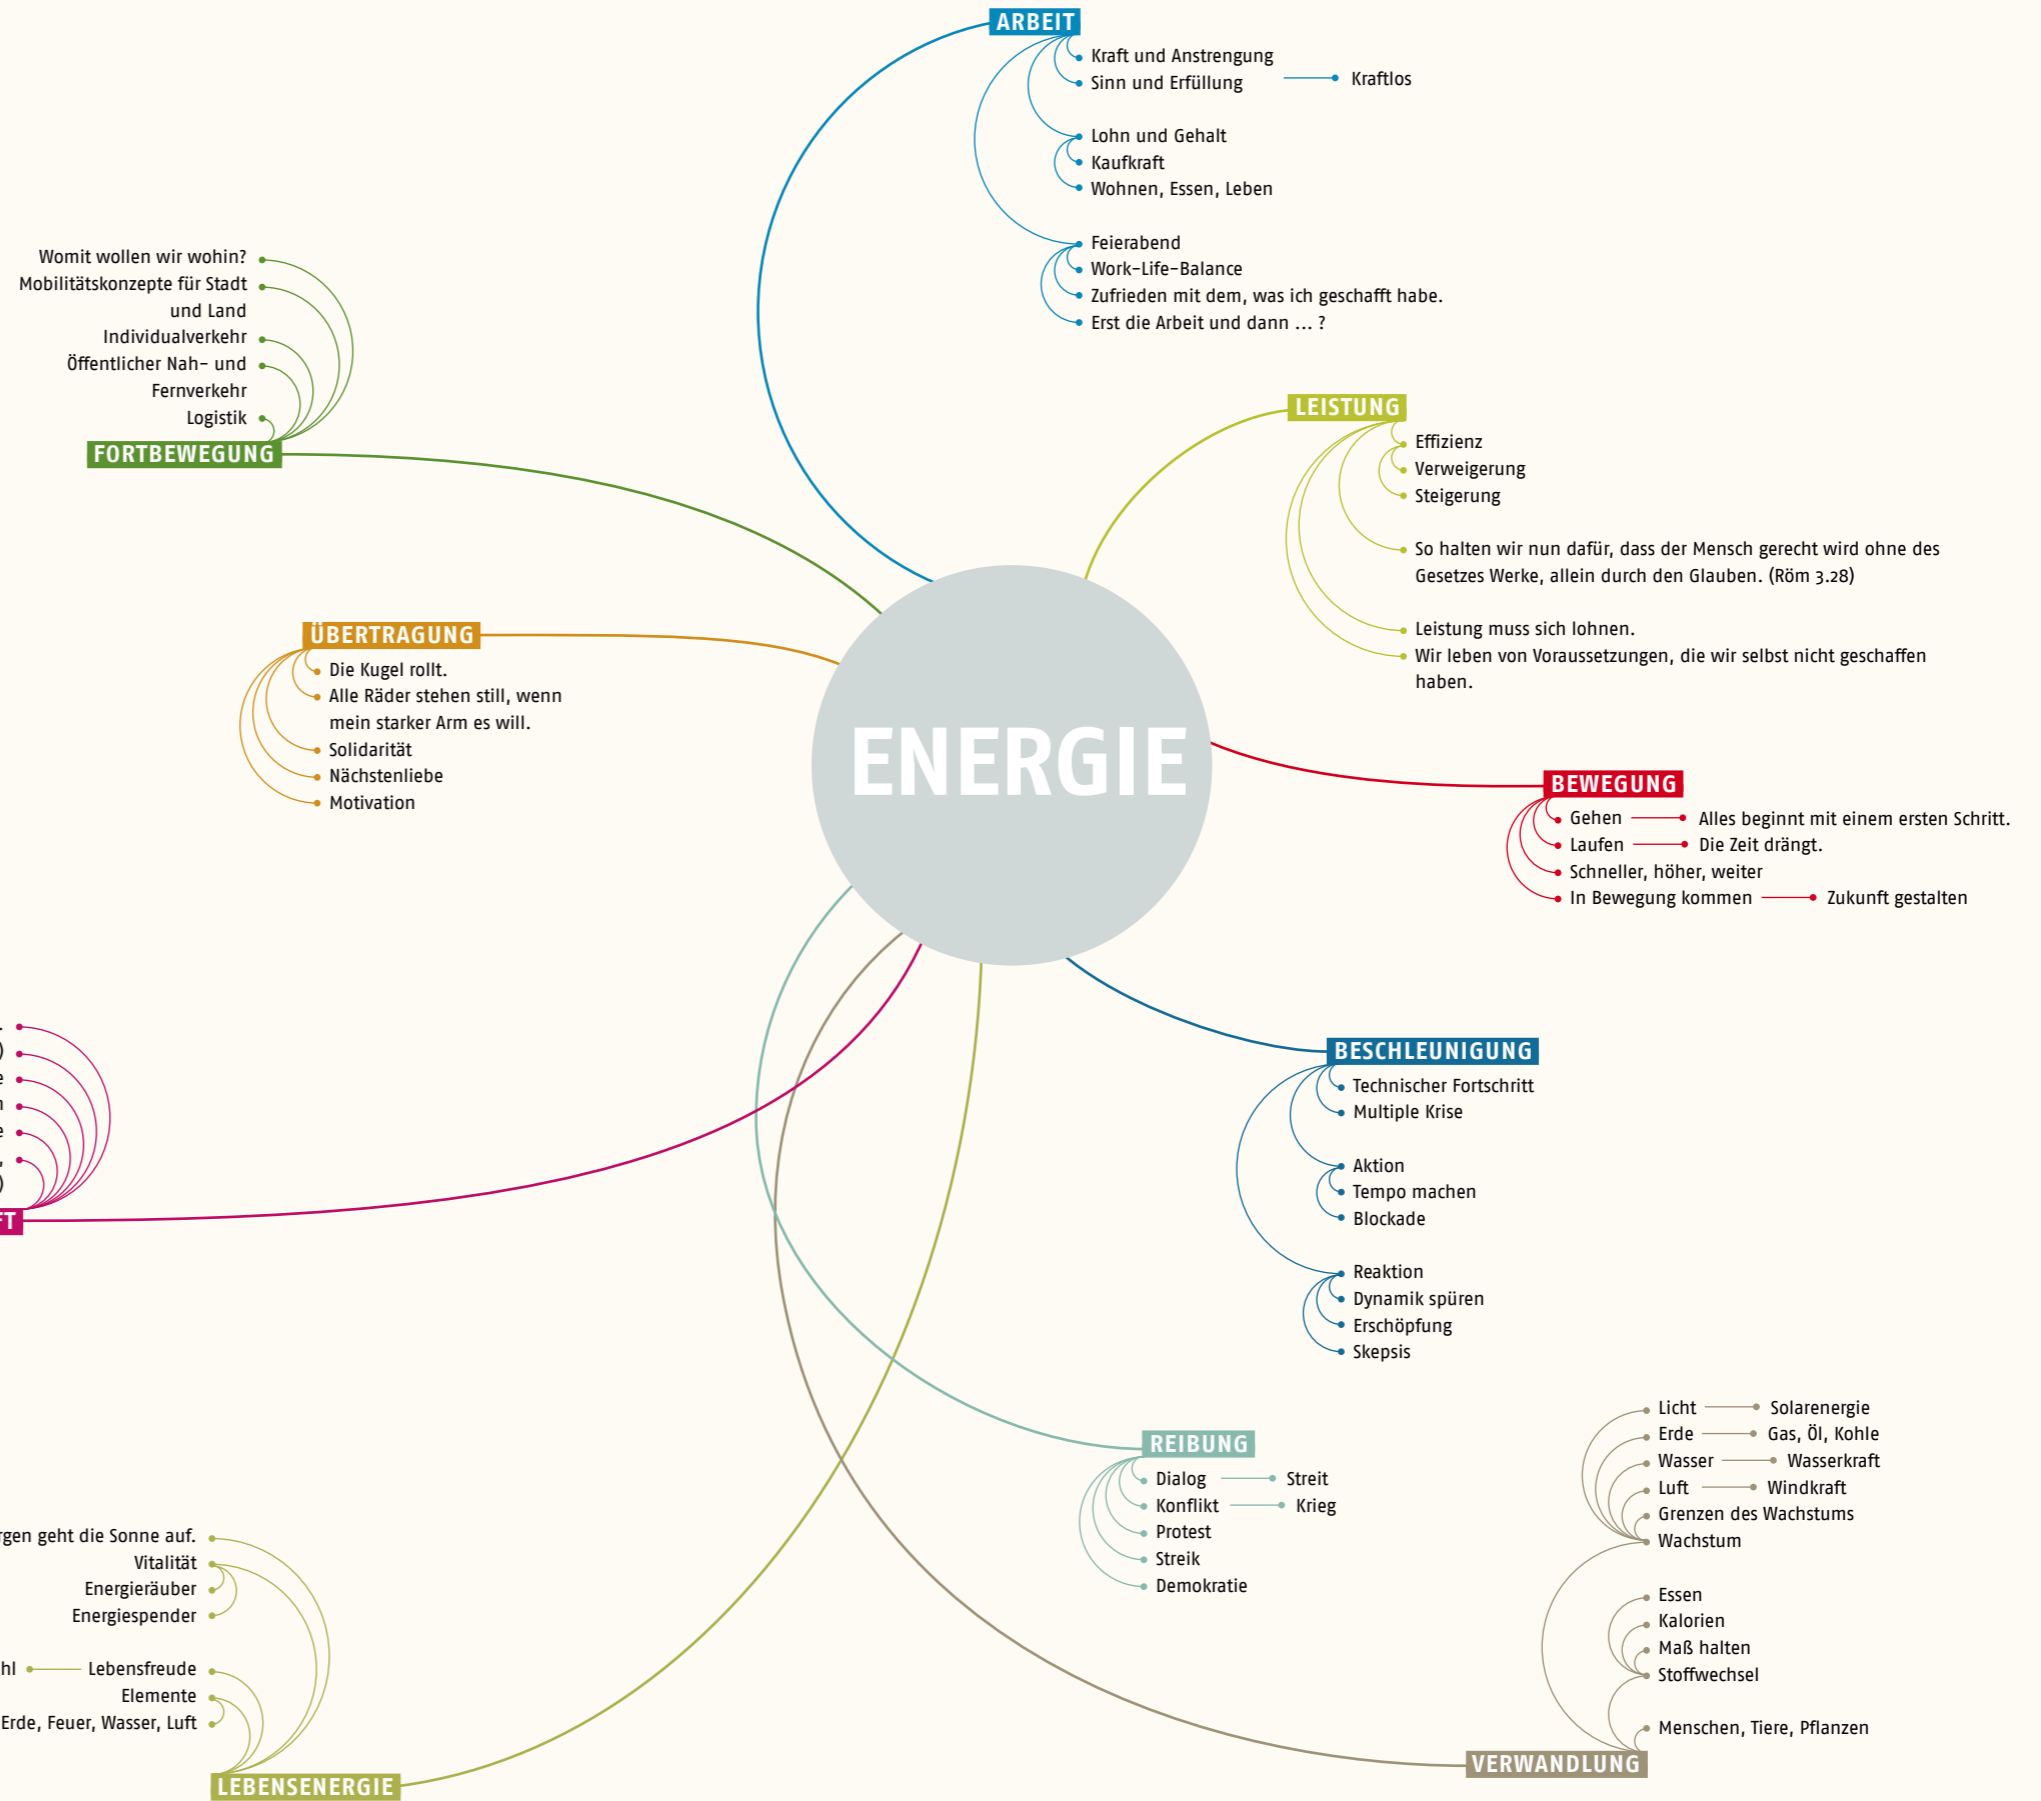 ARBEIT
Kraft und Anstrengung
Sinn und Erfüllung
Kraftlos
Lohn und Gehalt
Kaufkraft
Wohnen, Essen, Leben
Feierabend
Work-Life-Balance
Zufrieden mit dem, was ich geschafft habe.
Erst die Arbeit und dann ... ?
Womit wollen wir wohin?
Mobilitätskonzepte für Stadt
und Land
Individualverkehr
Öffentlicher Nah- und
Fernverkehr
Logistik
FORTBEWEGUNG
LEISTUNG
Effizienz
Verweigerung
Steigerung
So halten wir nun dafür, dass der Mensch gerecht wird ohne des
Gesetzes Werke, allein durch den Glauben. (Röm 3.28)
Leistung muss sich lohnen.
Wir leben von Voraussetzungen, die wir selbst nicht geschaffen
haben.
ÜBERTRAGUNG
Die Kugel rollt.
Alle Räder stehen still, wenn
mein starker Arm es will.
Solidarität
Nächstenliebe
Motivation
ENERGIE
BEWEGUNG
Gehen
Alles beginnt mit einem ersten Schritt.
Laufen
Die Zeit drängt.
Schneller, höher, weiter
In Bewegung kommen
Zukunft gestalten
BESCHLEUNIGUNG
Technischer Fortschritt
Multiple Krise
Aktion
Tempo machen
Blockade
Reaktion
Dynamik spüren
Erschöpfung
Skepsis
REIBUNG
Dialog
Streit
Konflikt
Krieg
Protest
Streik
Demokratie
Licht
Solarenergie
Erde
Gas, Öl, Kohle
Wasser
Wasserkraft
Luft
Windkraft
Grenzen des Wachstums
Wachstum
Essen
Kalorien
Maß halten
Stoffwechsel
Menschen, Tiere, Pflanzen
VERWANDLUNG
geht die Sonne auf.
Vitalität
Energieräuber
Energiespender
Lebensfreude
Elemente
Erde, Feuer, Wasser, Luft
LEBENSENERGIE